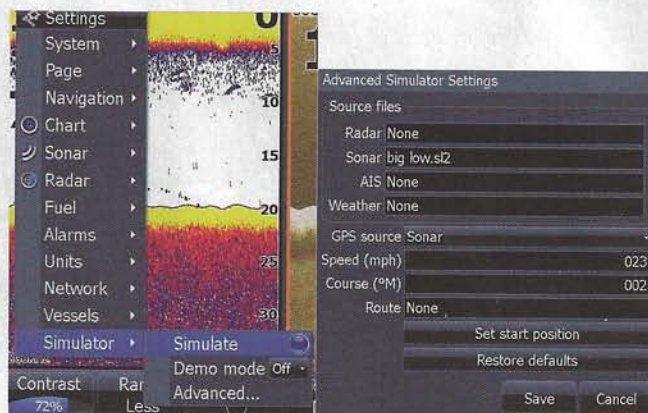 Settings
System
Page
Navigation
Chart
Sonar
Radar
Fuel
Alarms
Units
Network
Vessels
Simulator
Simulate
Demo mode Off
Advanced...
Contrast
72%
Less
0
5
10
15
20
25
30
Advanced Simulator Settings
Source files
Radar None
Sonar big low.sl2
AIS None
Weather None
GPS source Sonar
Speed (mph) 023
Course (°M) 002
Route None
Set start position
Restore defaults
Save Cancel